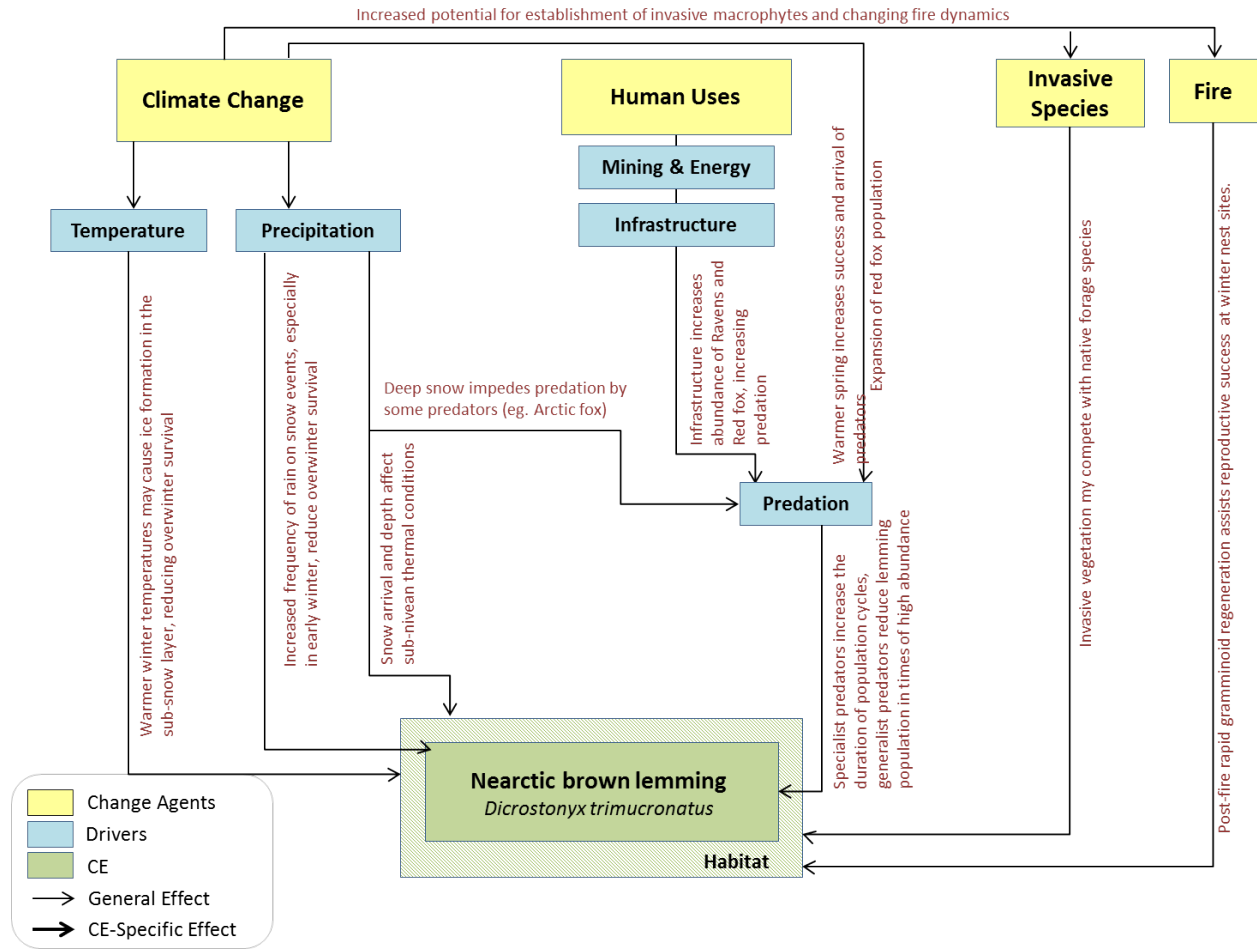 Increased potential for establishment of invasive macrophytes and changing fire dynamics
Climate Change
Human Uses
Invasive
Species
Fire
Mining & Energy
Infrastructure
Temperature
Precipitation
Warmer winter temperatures may cause ice formation in the
sub-snow layer, reducing overwinter survival
Increased frequency of rain on snow events, especially
in early winter, reduce overwinter survival
Snow arrival and depth affect
sub-nivean thermal conditions
Deep snow impedes predation by
some predators (eg. Arctic fox)
Infrastructure increases
abundance of Ravens and
Red fox, increasing
predation
Warmer spring increases success and arrival of
predators
Expansion of red fox population
Predation
Specialist predators increase the
duration of population cycles,
generalist predators reduce lemming
population in times of high abundance
Invasive vegetation my compete with native forage species
Post-fire rapid gramminoid regeneration assists reproductive success at winter nest sites.
Nearctic brown lemming
Dicrostonyx trimucronatus
Habitat
Change Agents
Drivers
CE
General Effect
CE-Specific Effect